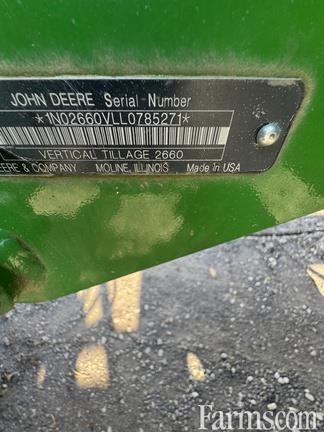 JOHN DEERE Serial Number
*1N02660VLL0785271*
VERTICAL TILLAGE 2660
DEERE & COMPANY MOLINE, ILLINOIS Made in USA
Farms.com